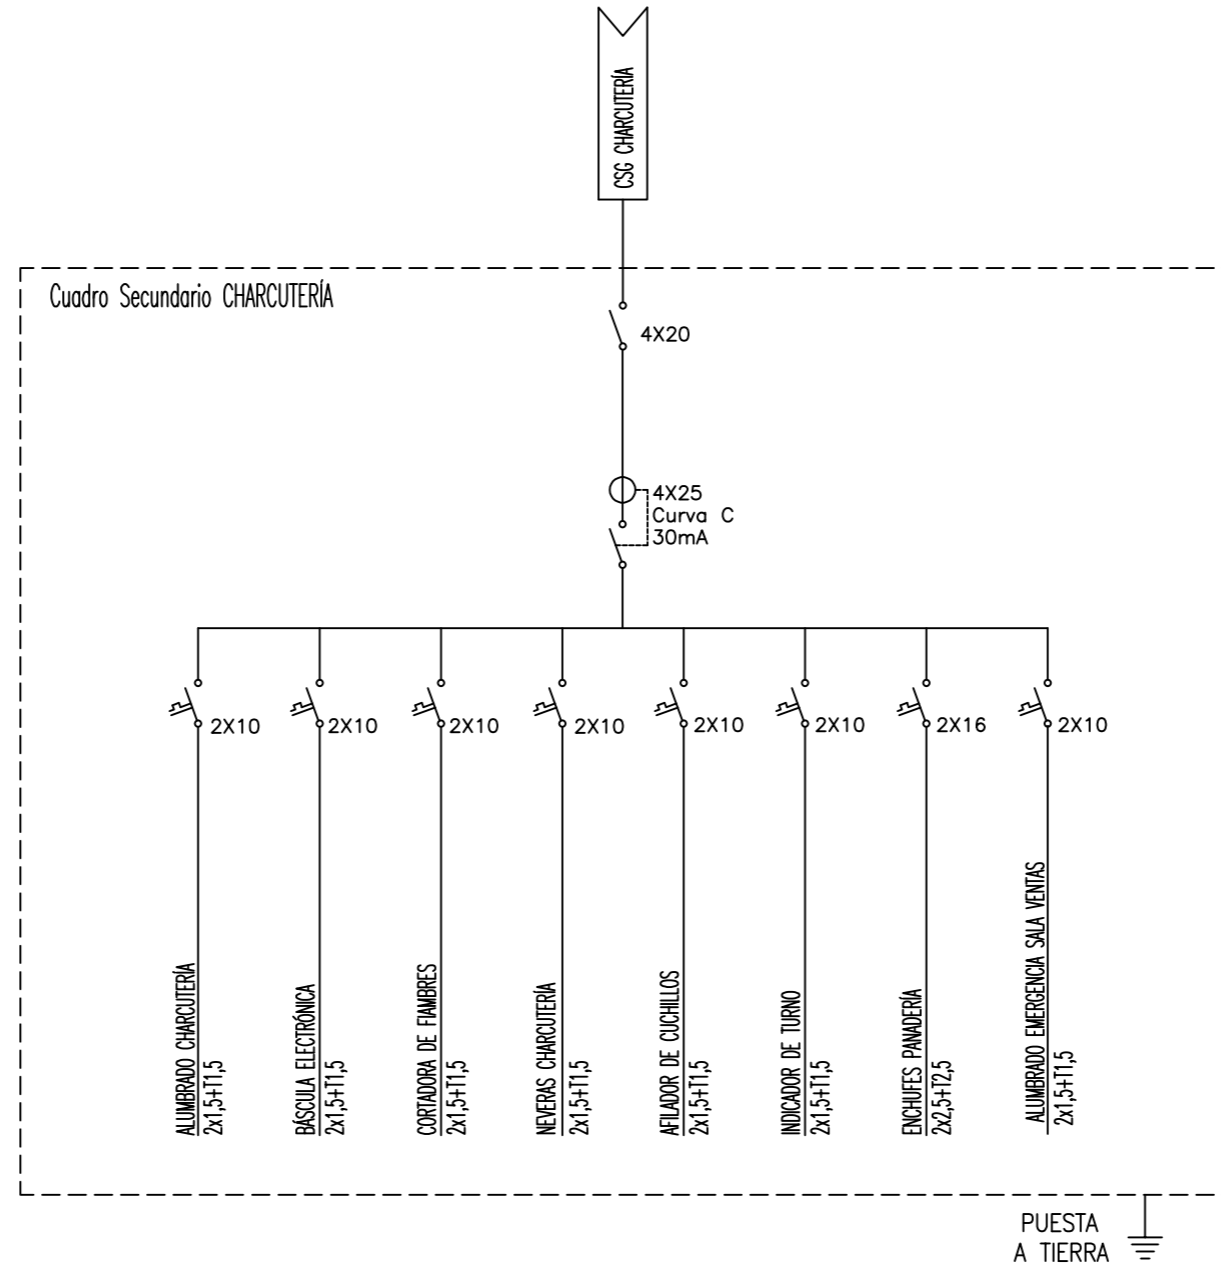 CSG CHARCUTERÍA
Cuadro Secundario CHARCUTERÍA
4X20
4X25
Curva C
30mA
2X10
2X10
2X10
2X10
2X10
2X10
2X16
2X10
ALUMBRADO CHARCUTERÍA
2x1,5+T1,5
BÁSCULA ELECTRÓNICA
2x1,5+T1,5
CORTADORA DE FIAMBRES
2x1,5+T1,5
NEVERAS CHARCUTERÍA
2x1,5+T1,5
AFILADOR DE CUCHILLOS
2x1,5+T1,5
INDICADOR DE TURNO
2x1,5+T1,5
ENCHUFES PANADERÍA
2x2,5+T2,5
ALUMBRADO EMERGENCIA SALA VENTAS
2x1,5+T1,5
PUESTA
A TIERRA